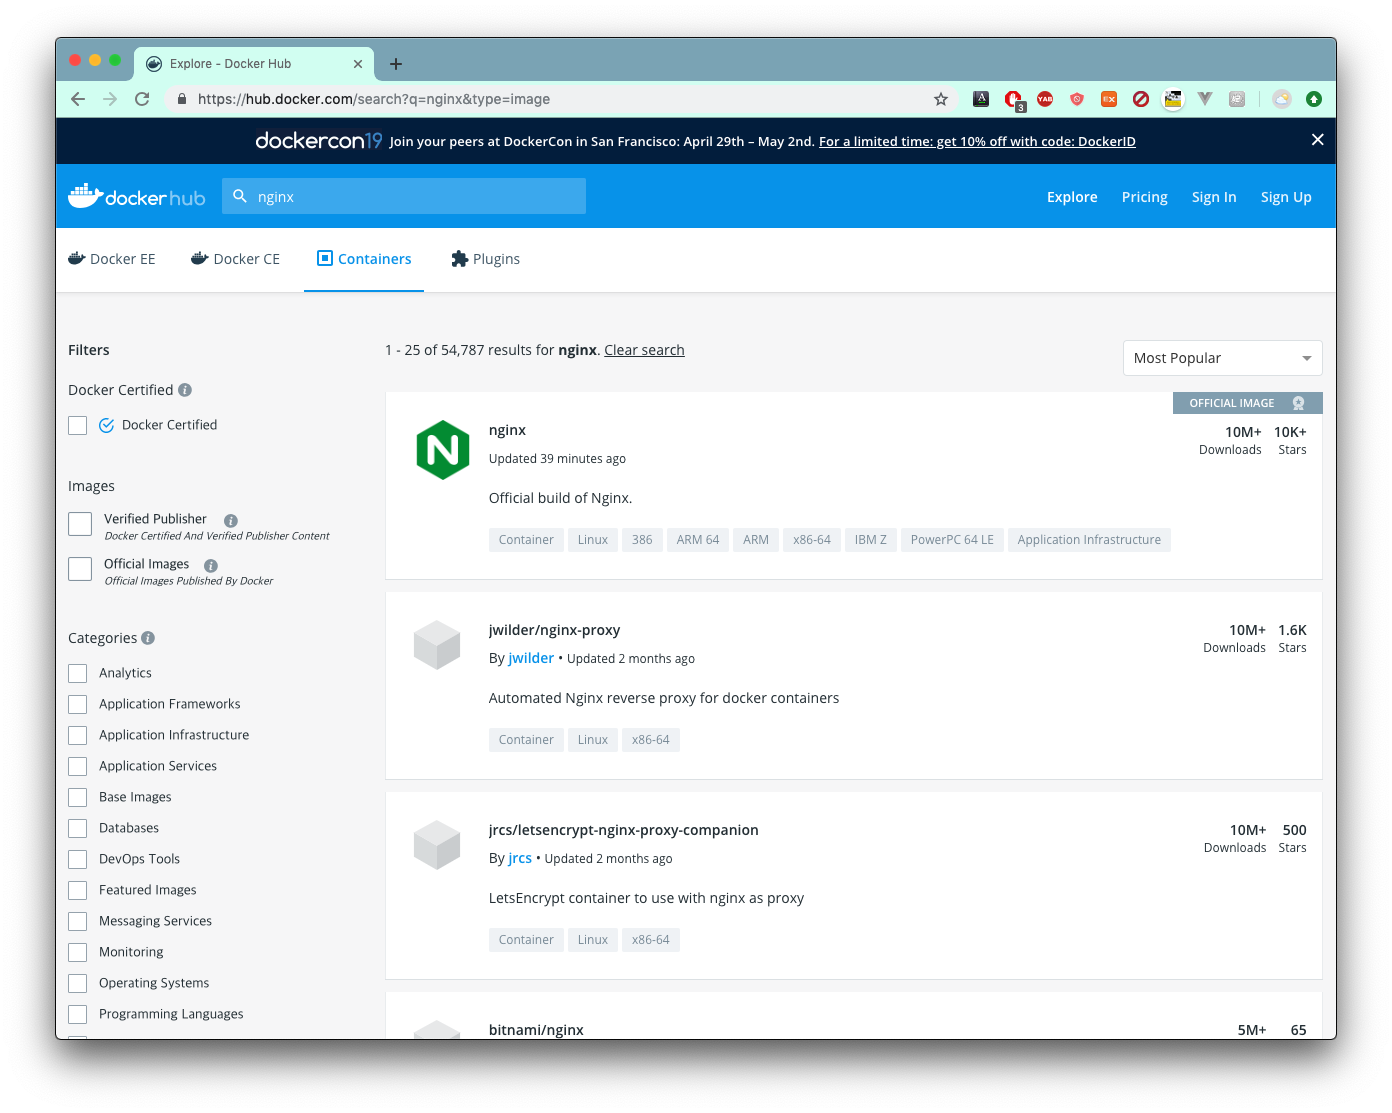 Explore - Docker Hub
https://hub.docker.com/search?q=nginx&type=image
3
YAB
EX
dockercon19 Join your peers at DockerCon in San Francisco: April 29th – May 2nd. For a limited time: get 10% off with code: DockerID
docker hub
nginx
Explore Pricing Sign In Sign Up
Docker EE Docker CE Containers Plugins
Filters
Docker Certified
Docker Certified
Images
Verified Publisher
Docker Certified And Verified Publisher Content
Official Images
Official Images Published By Docker
Categories
Analytics
Application Frameworks
Application Infrastructure
Application Services
Base Images
Databases
DevOps Tools
Featured Images
Messaging Services
Monitoring
Operating Systems
Programming Languages
1 - 25 of 54,787 results for nginx. Clear search
Most Popular
OFFICIAL IMAGE
N
nginx
10M+ 10K+
Downloads Stars
Updated 39 minutes ago
Official build of Nginx.
Container Linux 386 ARM 64 ARM x86-64 IBM Z PowerPC 64 LE Application Infrastructure
jwilder/nginx-proxy
10M+ 1.6K
Downloads Stars
By jwilder • Updated 2 months ago
Automated Nginx reverse proxy for docker containers
Container Linux x86-64
jrcs/letsencrypt-nginx-proxy-companion
10M+ 500
Downloads Stars
By jrcs • Updated 2 months ago
LetsEncrypt container to use with nginx as proxy
Container Linux x86-64
bitnami/nginx
5M+ 65